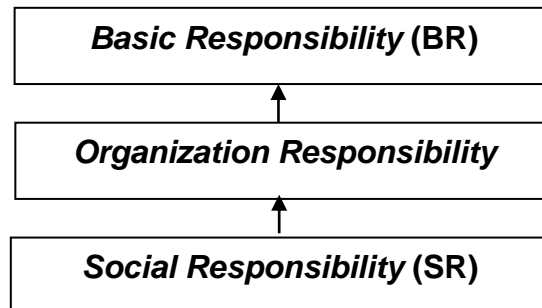 Basic Responsibility (BR)
Organization Responsibility
Social Responsibility (SR)